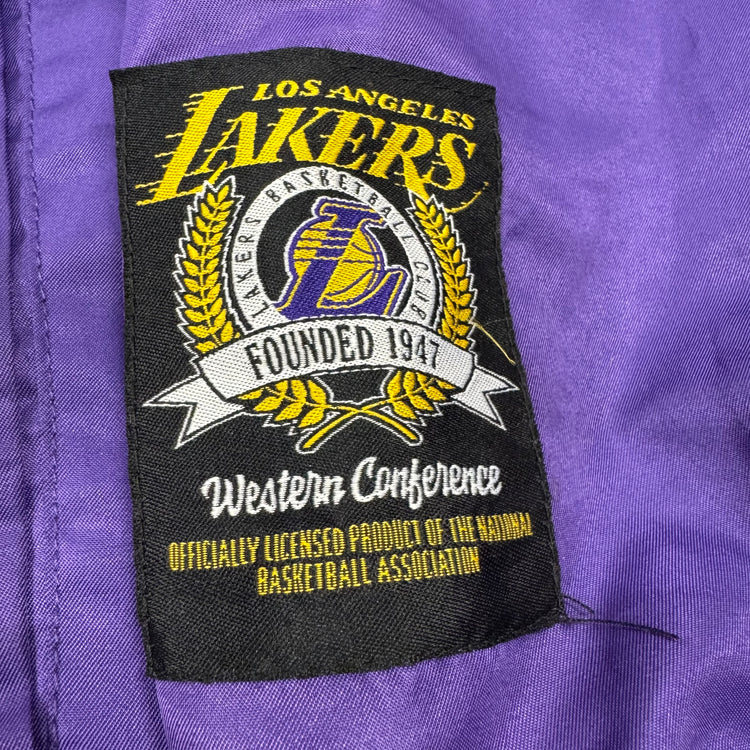 LOS ANGELES
LAKERS
LAKERS BASKETBALL CLUB
L
FOUNDED 1947
Western Conference
OFFICIALLY LICENSED PRODUCT OF THE NATIONAL
BASKETBALL ASSOCIATION